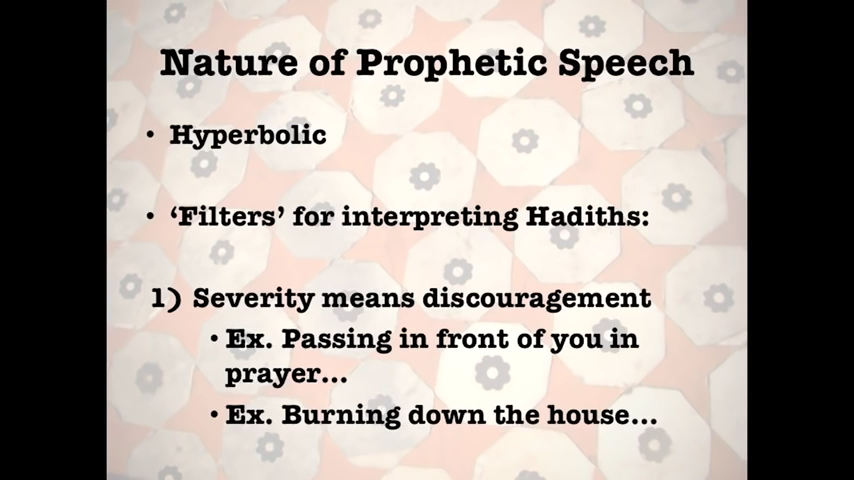 Nature of Prophetic Speech
• Hyperbolic
• ‘Filters’ for interpreting Hadiths:
1) Severity means discouragement
• Ex. Passing in front of you in
prayer...
• Ex. Burning down the house...